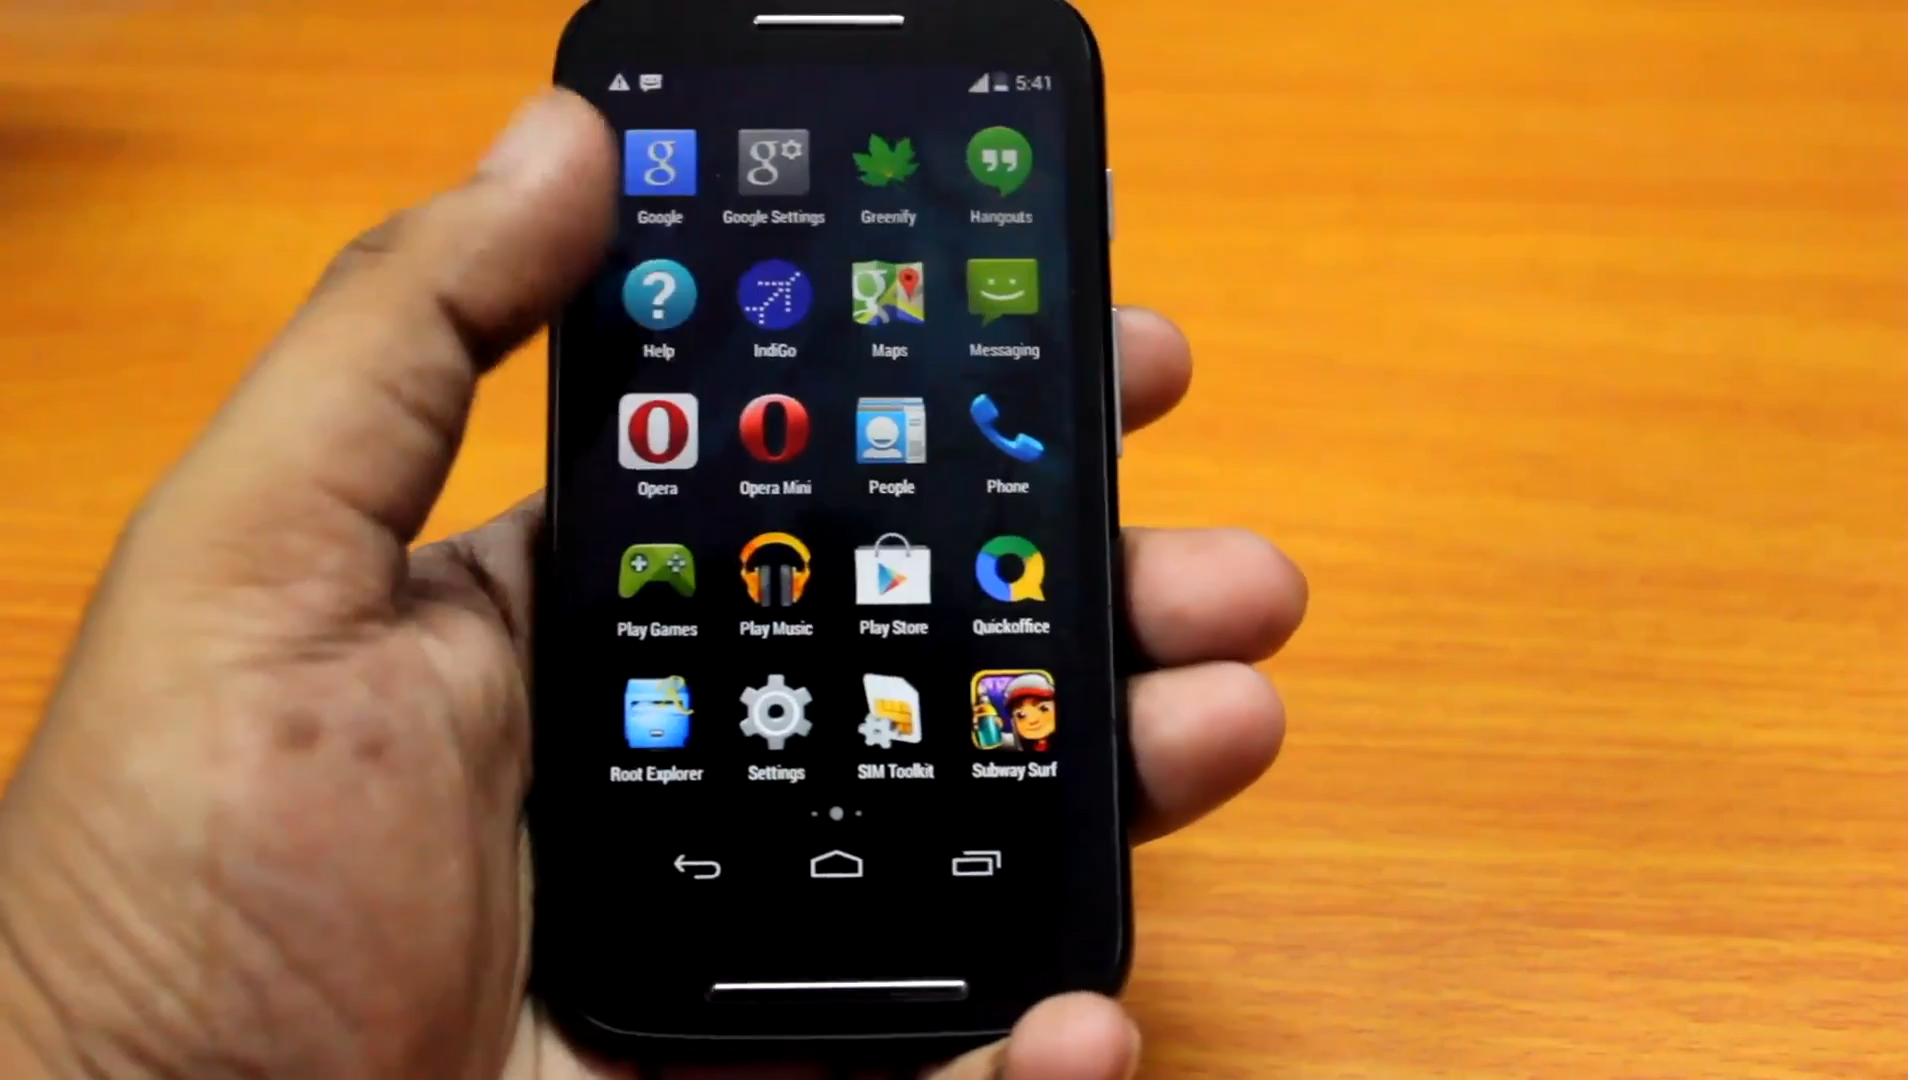 5:41
Google Google Settings Greenify Hangouts
Help IndiGo Maps Messaging
Opera Opera Mini People Phone
Play Games Play Music Play Store Quickoffice
Root Explorer Settings SIM Toolkit Subway Surf